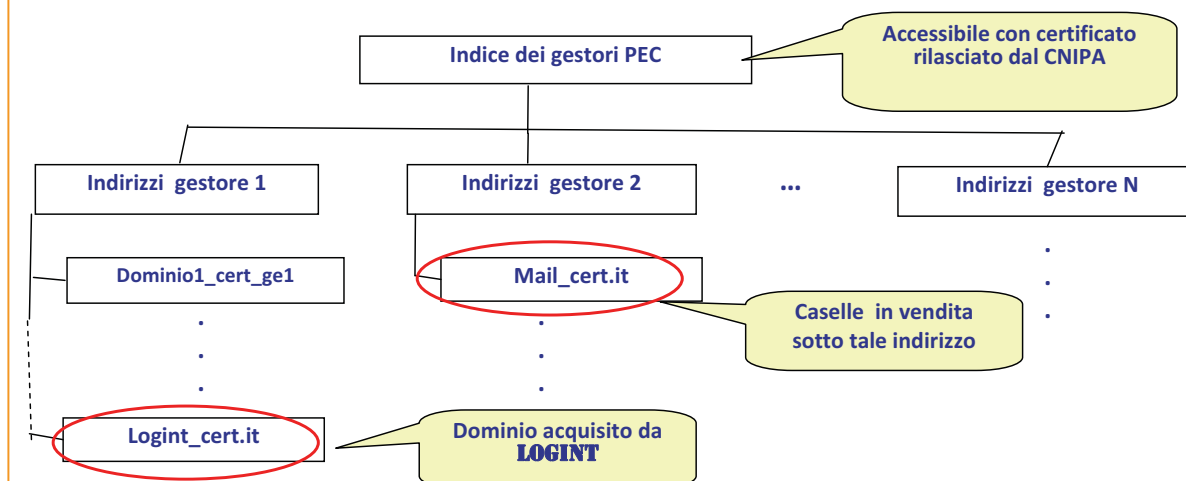 Indice dei gestori PEC
Accessibile con certificato
rilasciato dal CNIPA
Indirizzi gestore 1
Indirizzi gestore 2
...
Indirizzi gestore N
Dominio1_cert_ge1
Mail_cert.it
Caselle in vendita
sotto tale indirizzo
Logint_cert.it
Dominio acquisito da
LOGINT